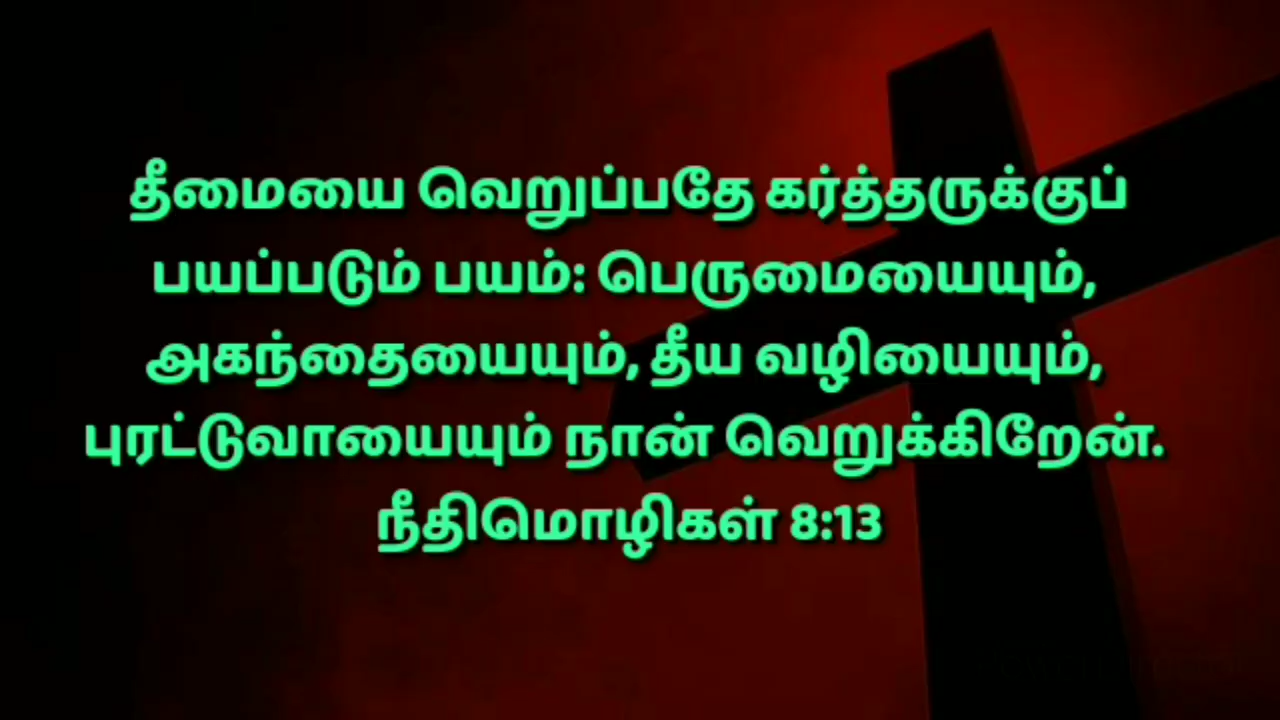 தீமையை வெறுப்பதே கர்த்தருக்குப்
பயப்படும் பயம்: பெருமையையும்,
அகந்தையையும், தீய வழியையும்,
புரட்டுவாயையும் நான் வெறுக்கிறேன்.
நீதிமொழிகள் 8:13